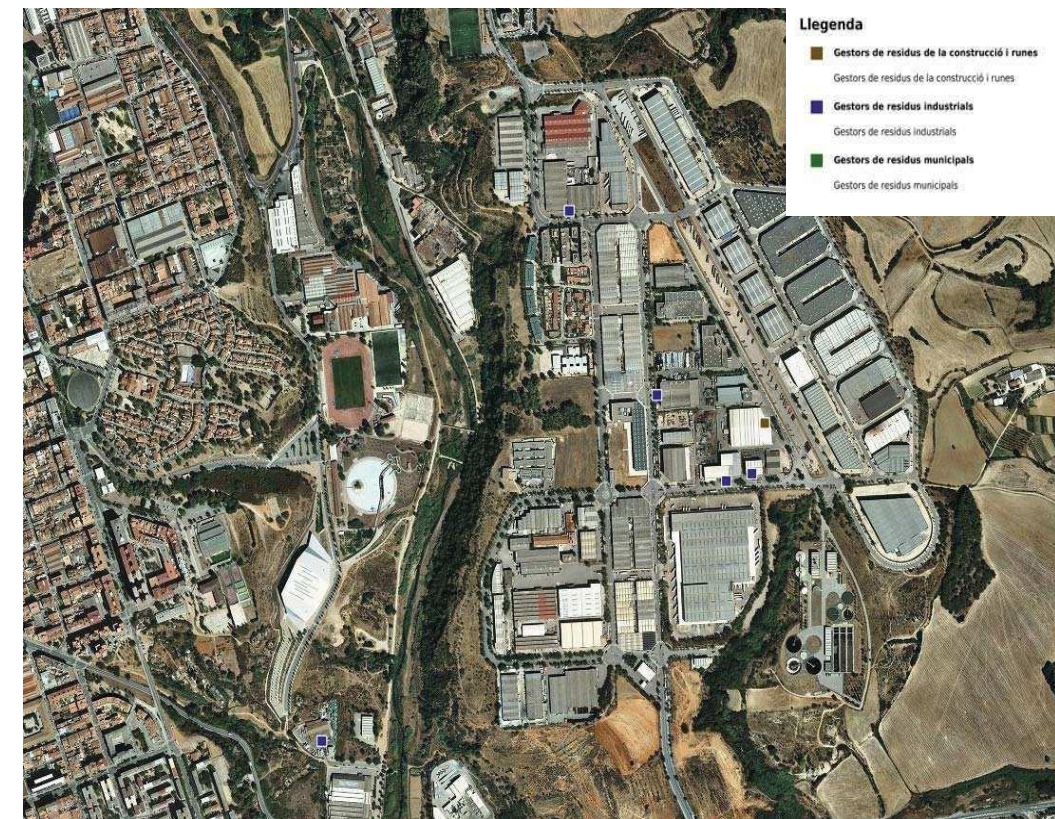 Llegenda
Gestors de residus de la construcció i runes
Gestors de residus de la construcció i runes
Gestors de residus industrials
Gestors de residus industrials
Gestors de residus municipals
Gestors de residus municipals